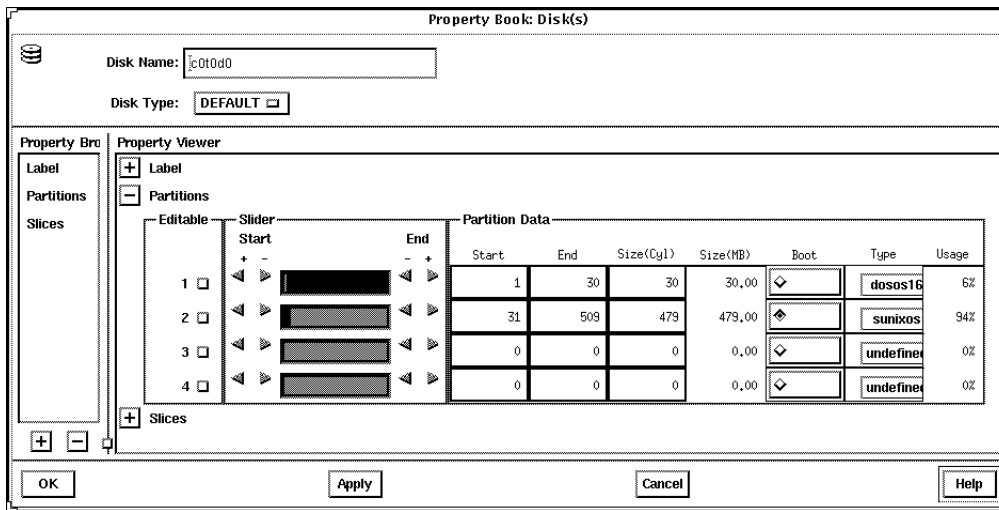 Property Book: Disk(s)
Disk Name: c0t0d0
Disk Type: DEFAULT
Property Bro
Label
Partitions
Slices
Property Viewer
+ Label
− Partitions
Editable Slider Partition Data
Start End
+ - - + Start End Size(Cyl) Size(MB) Boot Type Usage
1 1 30 30 30.00 dosos16 6%
2 31 509 479 479.00 sunixos 94%
3 0 0 0 0.00 undefined 0%
4 0 0 0 0.00 undefined 0%
+ Slices
+ −
OK Apply Cancel Help